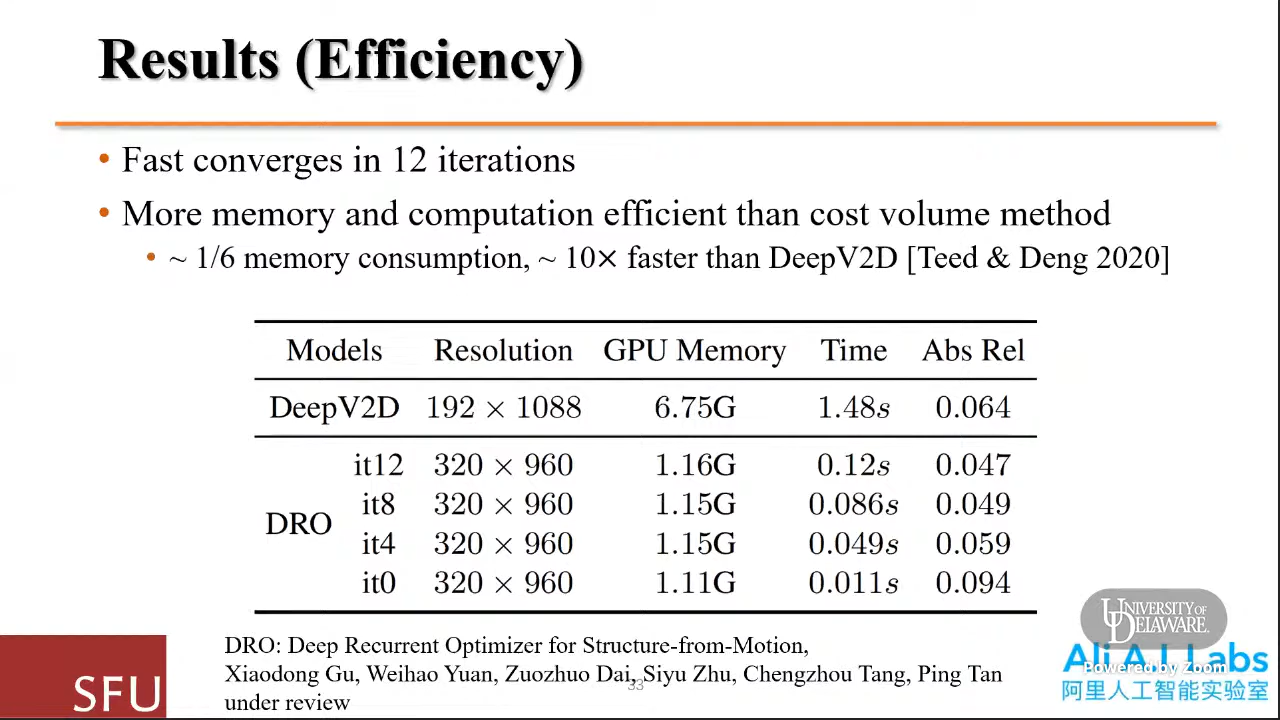 Results (Efficiency)
• Fast converges in 12 iterations
• More memory and computation efficient than cost volume method
• ~ 1/6 memory consumption, ~ 10× faster than DeepV2D [Teed & Deng 2020]
Models Resolution GPU Memory Time Abs Rel
DeepV2D 192 × 1088 6.75G 1.48s 0.064
it12 320 × 960 1.16G 0.12s 0.047
it8 320 × 960 1.15G 0.086s 0.049
DRO
it4 320 × 960 1.15G 0.049s 0.059
it0 320 × 960 1.11G 0.011s 0.094
DRO: Deep Recurrent Optimizer for Structure-from-Motion,
Xiaodong Gu, Weihao Yuan, Zuozhuo Dai, Siyu Zhu, Chengzhou Tang, Ping Tan
under review
33
SFU
UNIVERSITY OF
DELAWARE.
Ali A.I. Labs
Powered by Zoom
阿里人工智能实验室